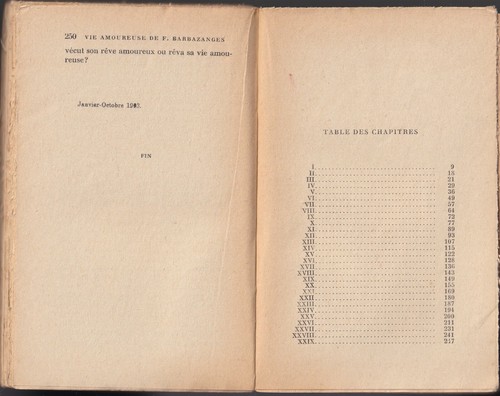 250 VIE AMOUREUSE DE F. BARBAZANGES
vécut son rêve amoureux ou rêva sa vie amou-
reuse?
Janvier-Octobre
FIN
TABLE DES CHAPITRES
I. 9
II. 13
III. 21
IV. 29
V. 36
VI. 49
VII. 57
VIII. 64
IX. 72
X. 77
XI. 89
XII. 93
XIII. 107
XIV. 115
XV. 122
XVI. 128
XVII. 136
XVIII. 143
XIX. 149
XX. 155
XXI. 169
XXII. 180
XXIII. 187
XXIV. 194
XXV. 200
XXVI. 211
XXVII. 231
XXVIII. 241
XXIX. 247